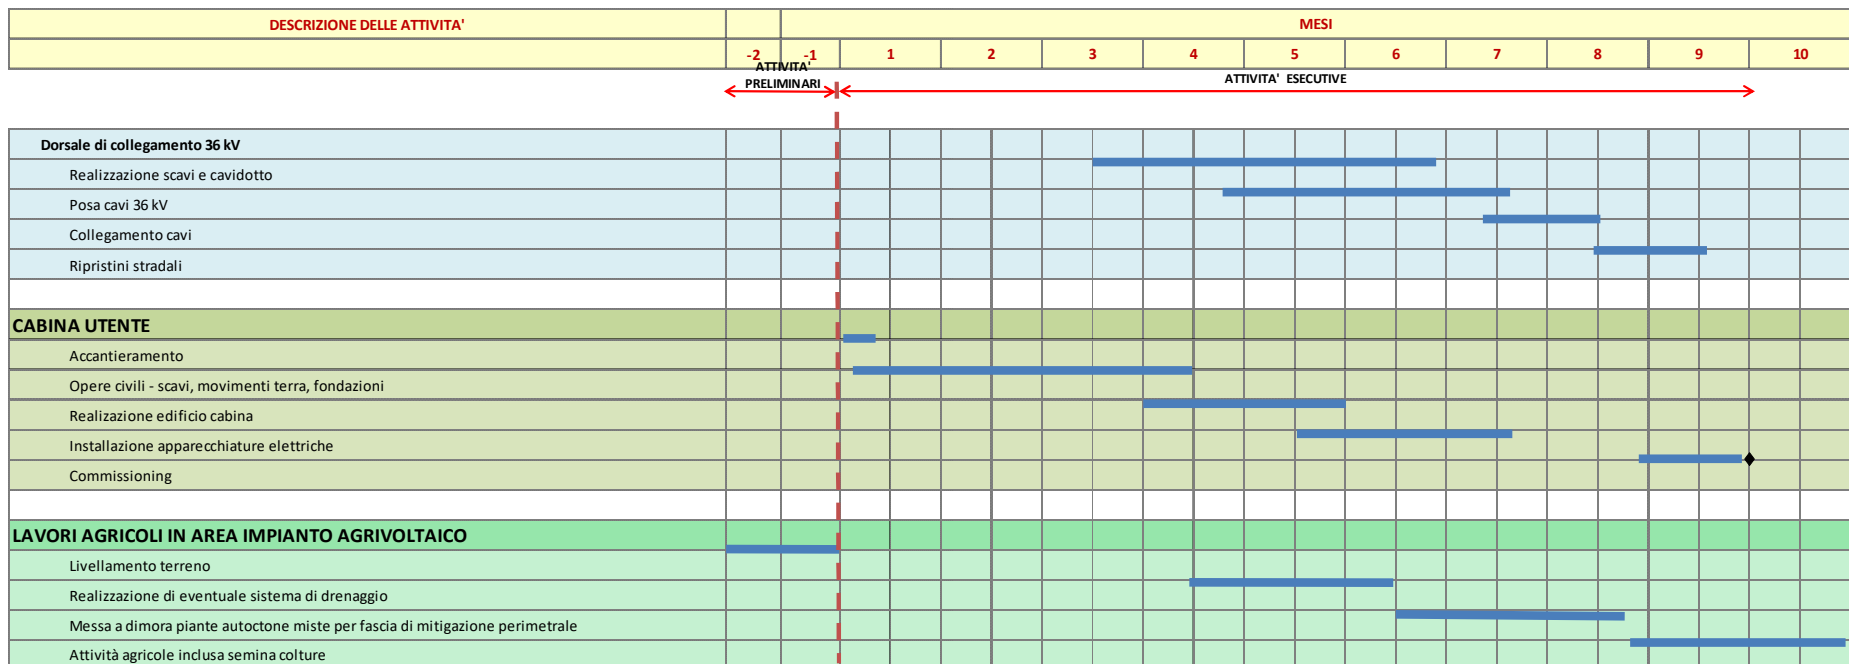 DESCRIZIONE DELLE ATTIVITA'
MESI
-2 -1 1 2 3 4 5 6 7 8 9 10
ATTIVITA'
PRELIMINARI
ATTIVITA' ESECUTIVE
Dorsale di collegamento 36 kV
Realizzazione scavi e cavidotto
Posa cavi 36 kV
Collegamento cavi
Ripristini stradali
CABINA UTENTE
Accantieramento
Opere civili - scavi, movimenti terra, fondazioni
Realizazione edificio cabina
Installazione apparecchiature elettriche
Commissioning
LAVORI AGRICOLI IN AREA IMPIANTO AGRIVOLTAICO
Livellamento terreno
Realizzazione di eventuale sistema di drenaggio
Messa a dimora piante autoctone miste per fascia di mitigazione perimetrale
Attività agricole inclusa semina colture